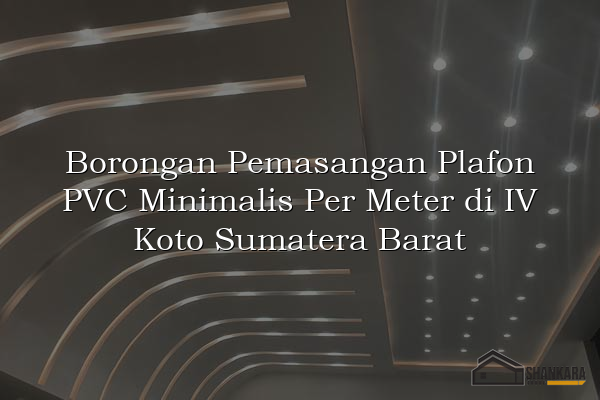 Borongan Pemasangan Plafon
PVC Minimalis Per Meter di IV
Koto Sumatera Barat
SHANKARA